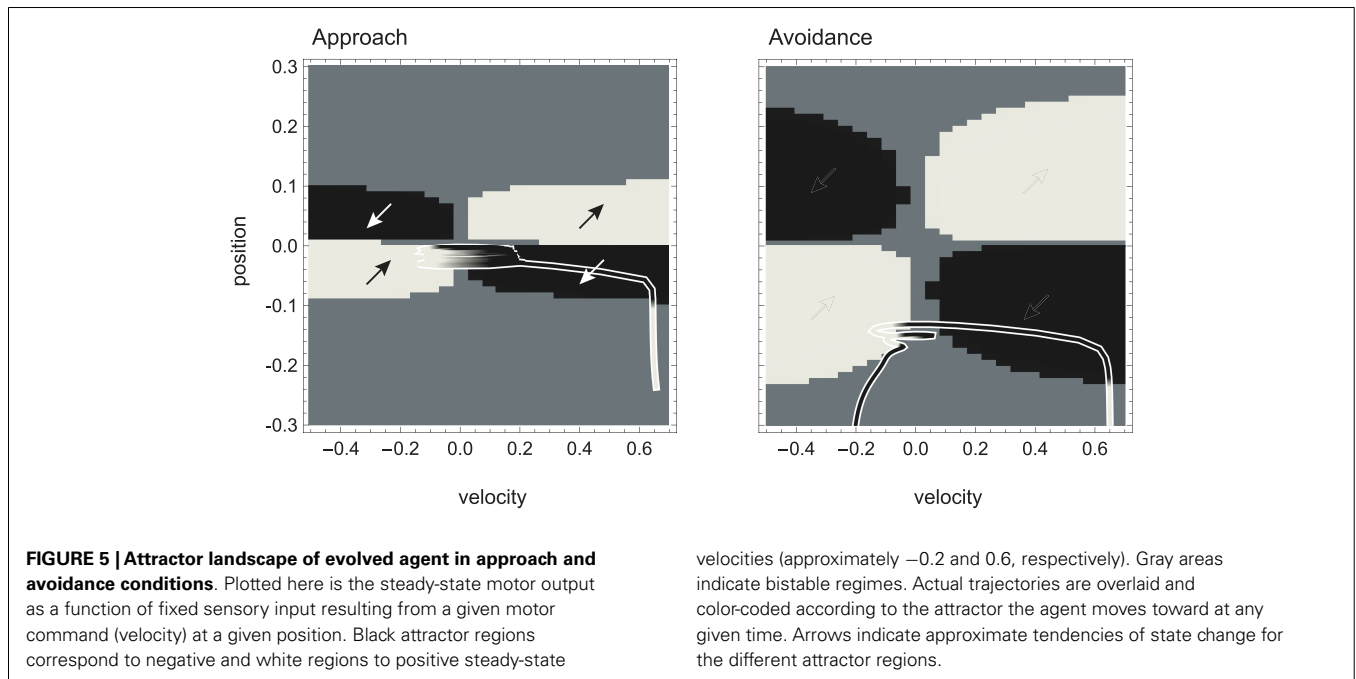 Approach
Avoidance
0.3
0.2
0.1
0.0
-0.1
-0.2
-0.3
position
−0.4 −0.2 0.0 0.2 0.4 0.6
−0.4 −0.2 0.0 0.2 0.4 0.6
velocity
velocity
FIGURE 5 | Attractor landscape of evolved agent in approach and
avoidance conditions. Plotted here is the steady-state motor output
as a function of fixed sensory input resulting from a given motor
command (velocity) at a given position. Black attractor regions
correspond to negative and white regions to positive steady-state
velocities (approximately −0.2 and 0.6, respectively). Gray areas
indicate bistable regimes. Actual trajectories are overlaid and
color-coded according to the attractor the agent moves toward at any
given time. Arrows indicate approximate tendencies of state change for
the different attractor regions.